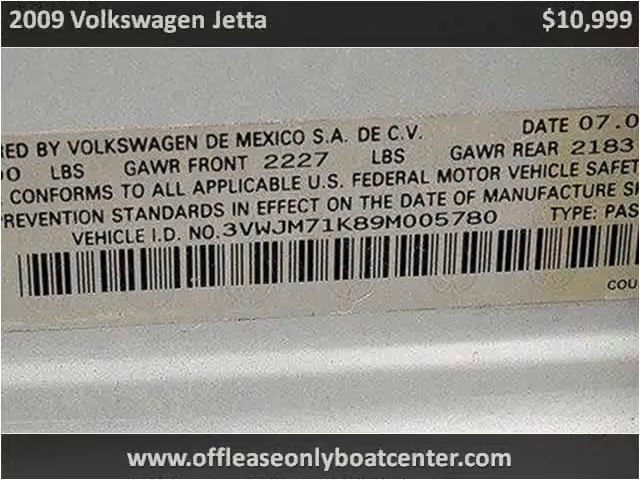 2009 Volkswagen Jetta $10,999
RED BY VOLKSWAGEN DE MEXICO S.A. DE C.V. DATE 07.0
0 LBS GAWR FRONT 2227 LBS GAWR REAR 2183
CONFORMS TO ALL APPLICABLE U.S. FEDERAL MOTOR VEHICLE SAFET
PREVENTION STANDARDS IN EFFECT ON THE DATE OF MANUFACTURE SH
VEHICLE I.D. NO.3VWJM71K89M005780 TYPE: PAS
COU
www.offleaseonlyboatcenter.com